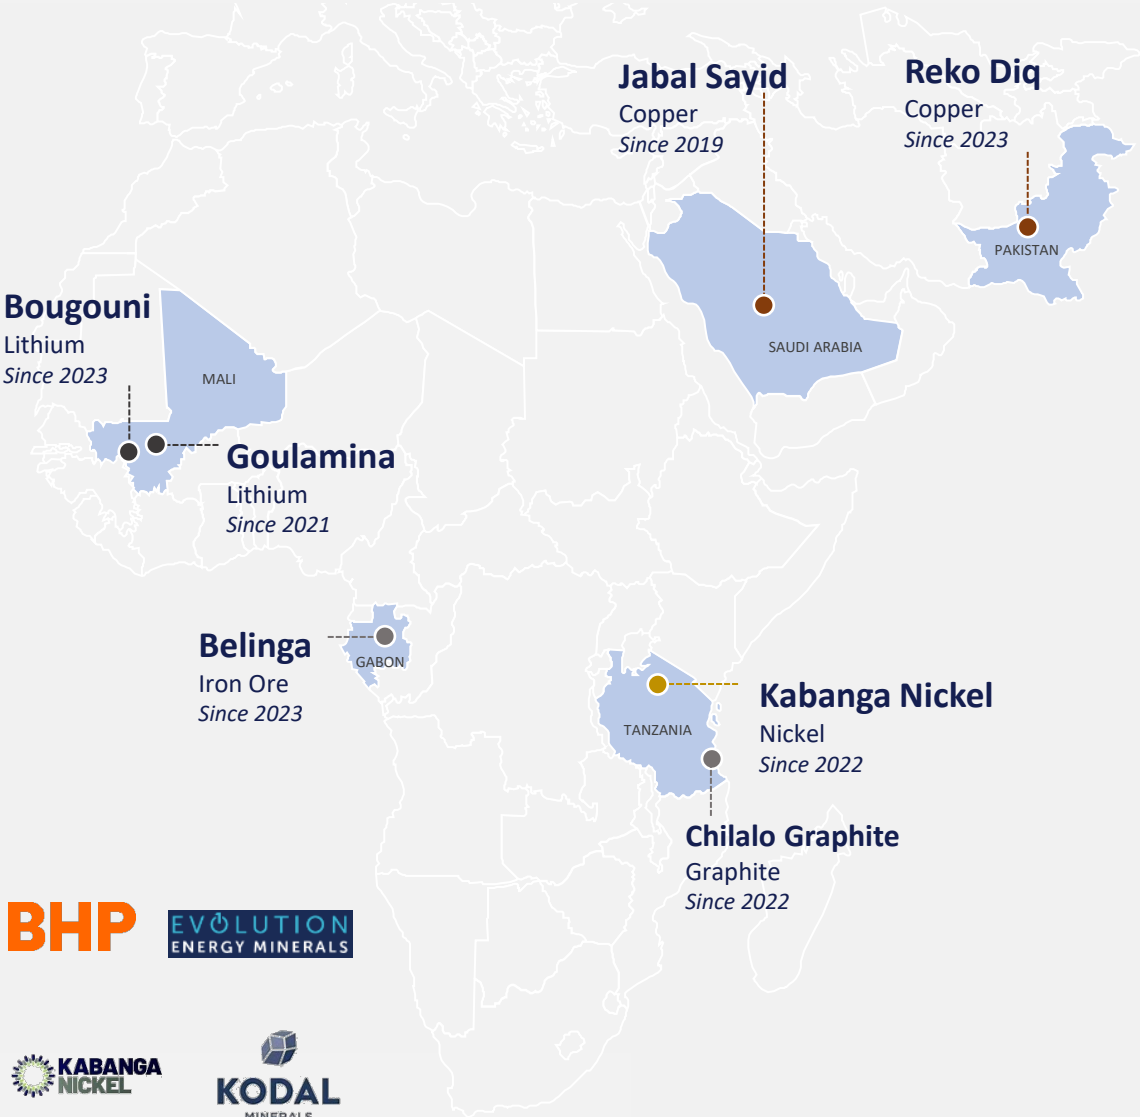 Jabal Sayid
Copper
Since 2019
Reko Diq
Copper
Since 2023
PAKISTAN
SAUDI ARABIA
Bougouni
Lithium
Since 2023
MALI
Goulamina
Lithium
Since 2021
Belinga
Iron Ore
Since 2023
GABON
Kabanga Nickel
Nickel
Since 2022
TANZANIA
Chilalo Graphite
Graphite
Since 2022
BHP
EVOLUTION
ENERGY MINERALS
KABANGA
NICKEL
KODAL
MINERALS